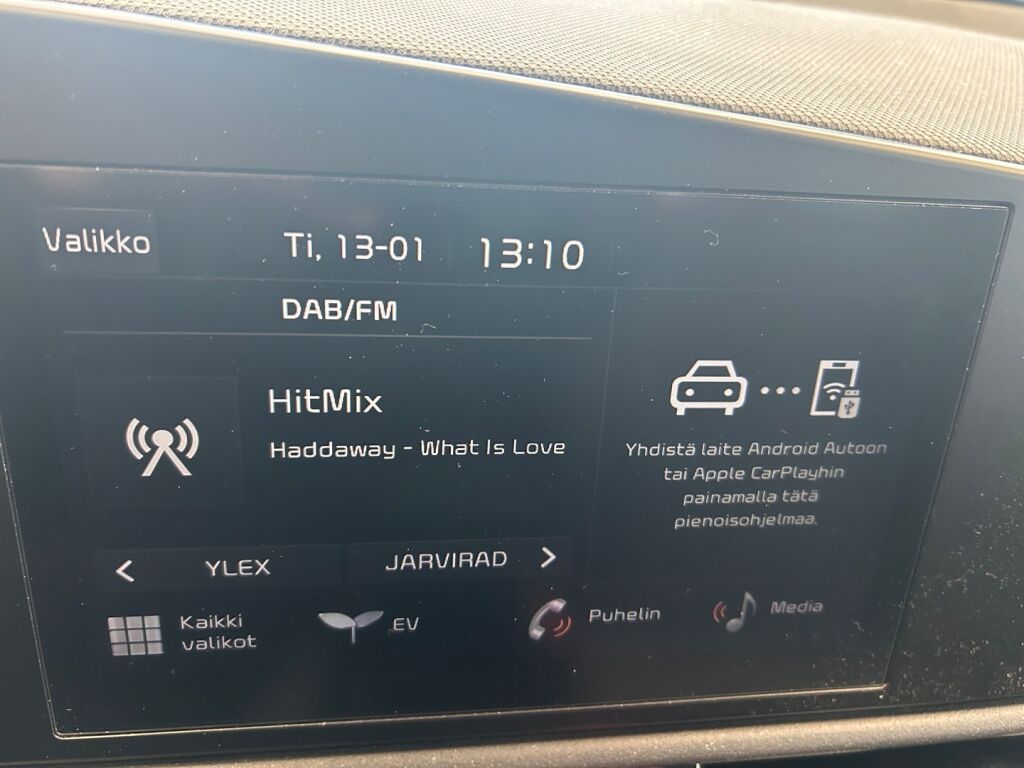 Valikko
Ti, 13-01
13:10
DAB/FM
HitMix
Haddaway - What Is Love
Yhdistä laite Android Autoon
tai Apple CarPlayhin
painamalla tätä
pienoisohjelmaa.
< YLEX
JARVIRAD >
Kaikki
valikot
EV
Puhelin
Media